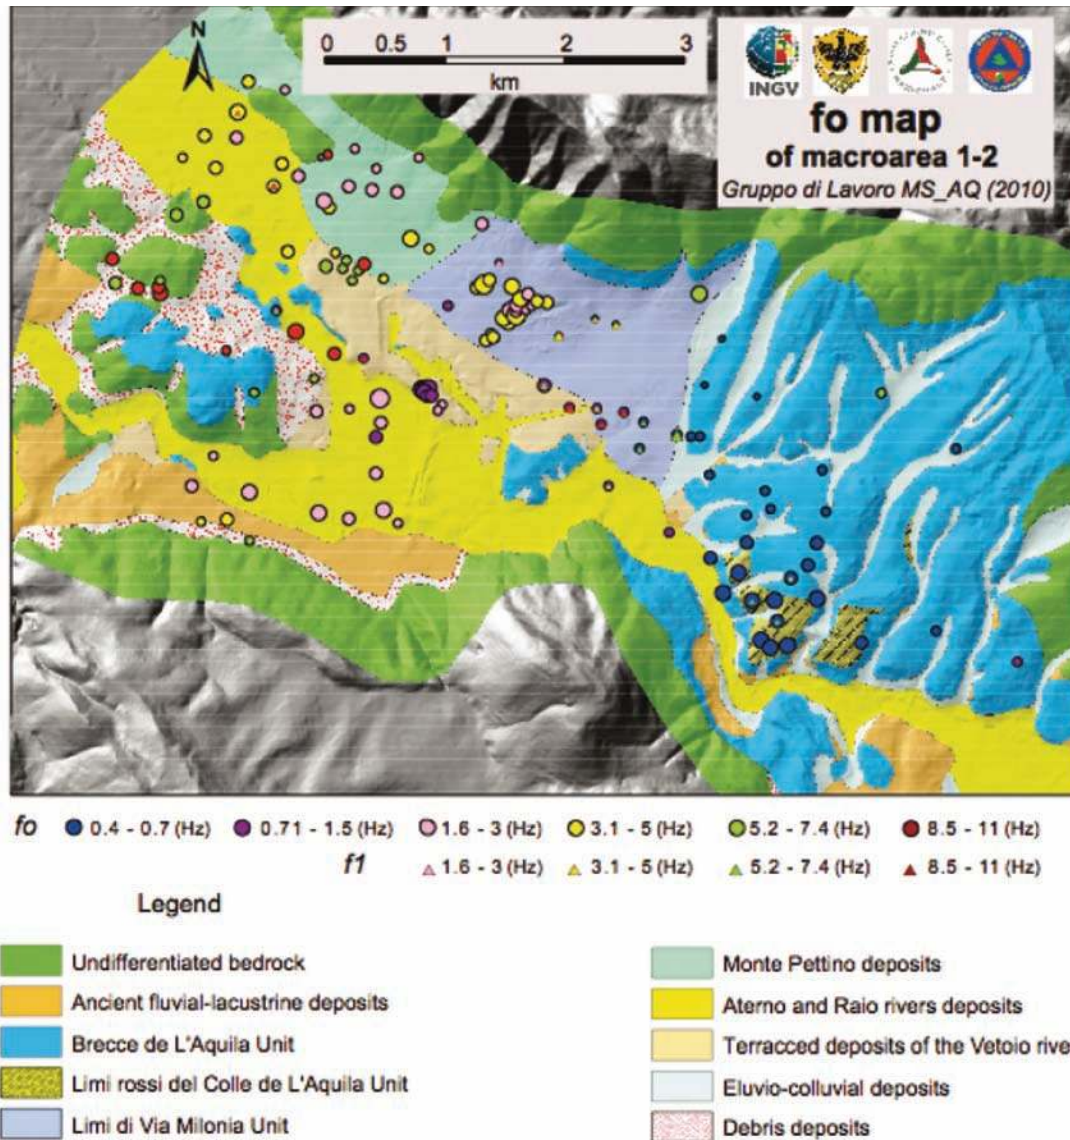 N
0 0.5 1 2 3
km
INGV
fo map
of macroarea 1-2
Gruppo di Lavoro MS_AQ (2010)
fo 0.4 - 0.7 (Hz) 0.71 - 1.5 (Hz) 1.6 - 3 (Hz) 3.1 - 5 (Hz) 5.2 - 7.4 (Hz) 8.5 - 11 (Hz)
f1 1.6 - 3 (Hz) 3.1 - 5 (Hz) 5.2 - 7.4 (Hz) 8.5 - 11 (Hz)
Legend
Undifferentiated bedrock
Ancient fluvial-lacustrine deposits
Brecce de L'Aquila Unit
Limi rossi del Colle de L'Aquila Unit
Limi di Via Milonia Unit
Monte Pettino deposits
Aterno and Raio rivers deposits
Terracced deposits of the Vetoio rive
Eluvio-colluvial deposits
Debris deposits